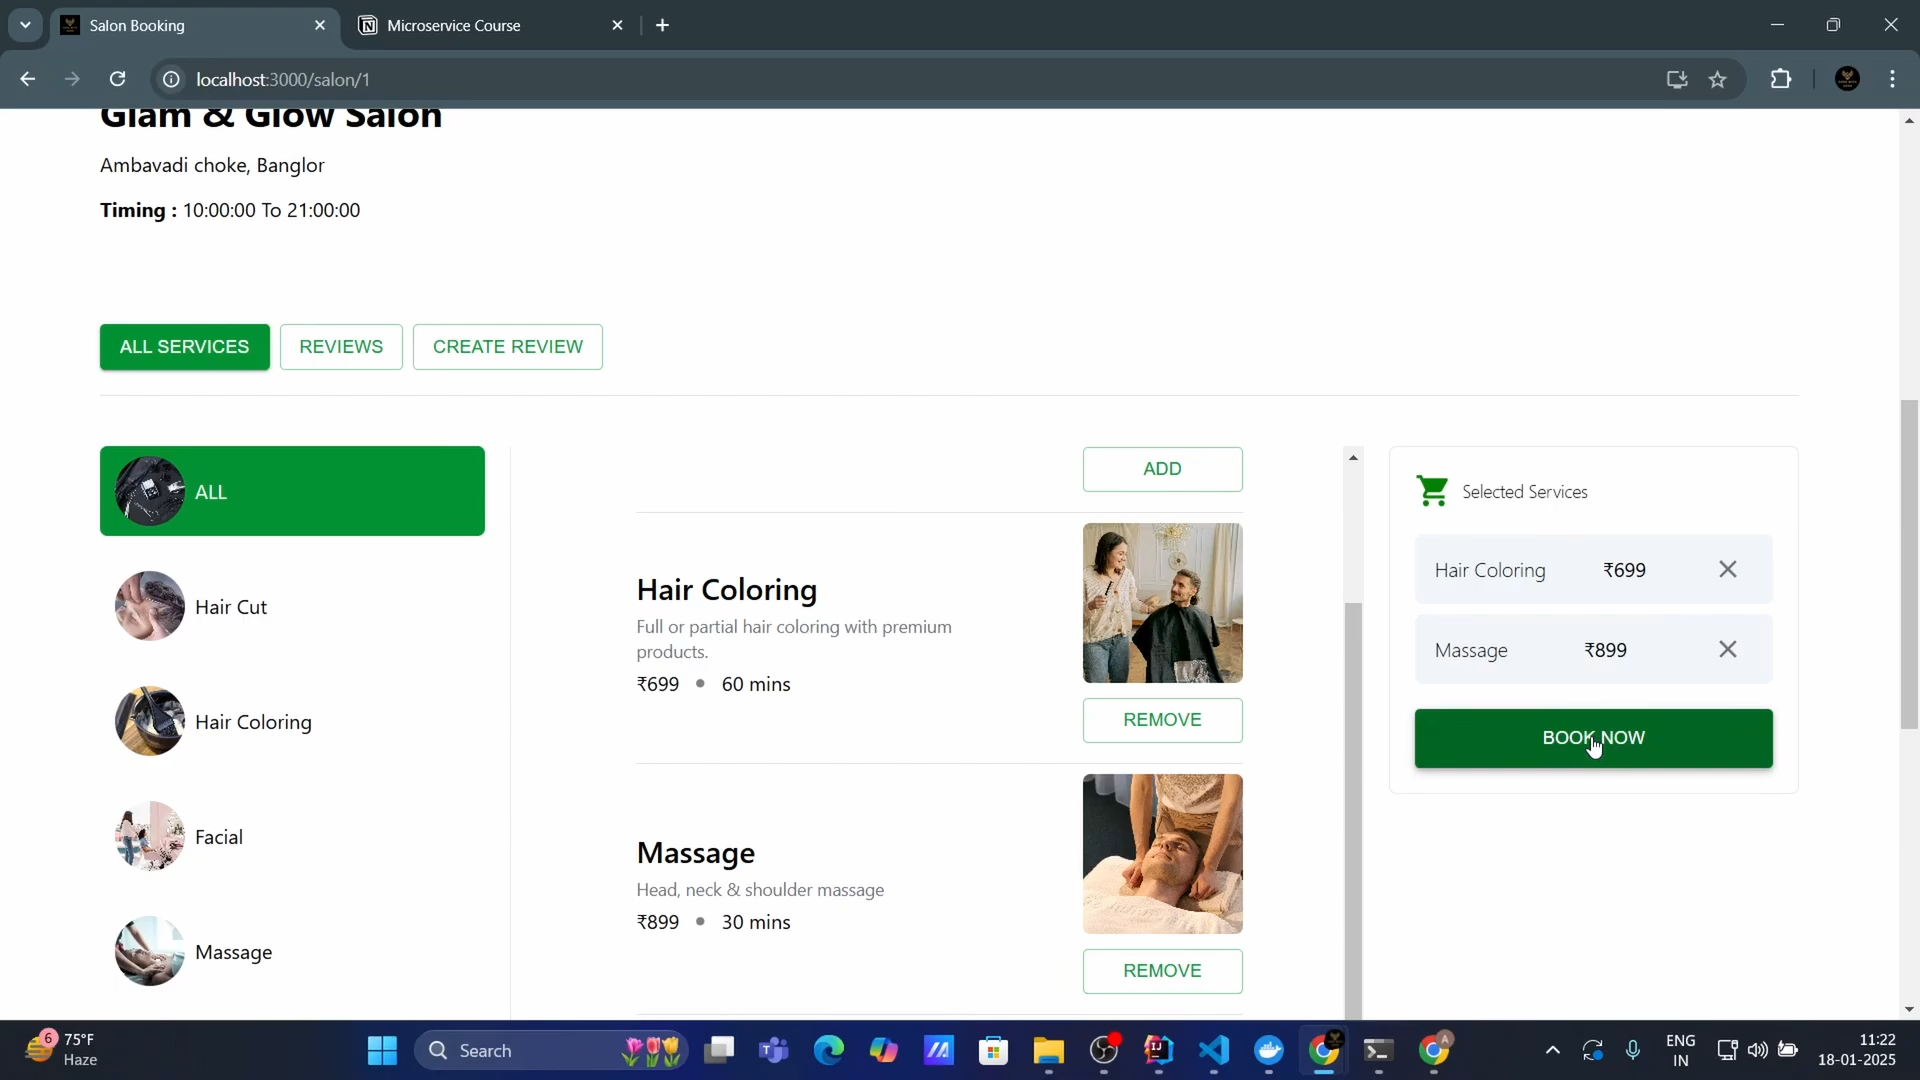 Salon Booking
Microservice Course
localhost:3000/salon/1
Glam & Glow Salon
Ambavadi choke, Banglor
Timing : 10:00:00 To 21:00:00
ALL SERVICES
REVIEWS
CREATE REVIEW
ALL
Hair Cut
Hair Coloring
Facial
Massage
ADD
Hair Coloring
Full or partial hair coloring with premium
products.
₹699 • 60 mins
REMOVE
Massage
Head, neck & shoulder massage
₹899 • 30 mins
REMOVE
Selected Services
Hair Coloring ₹699
Massage ₹899
BOOK NOW
6
75°F
Haze
Search
ENG
IN
11:22
18-01-2025